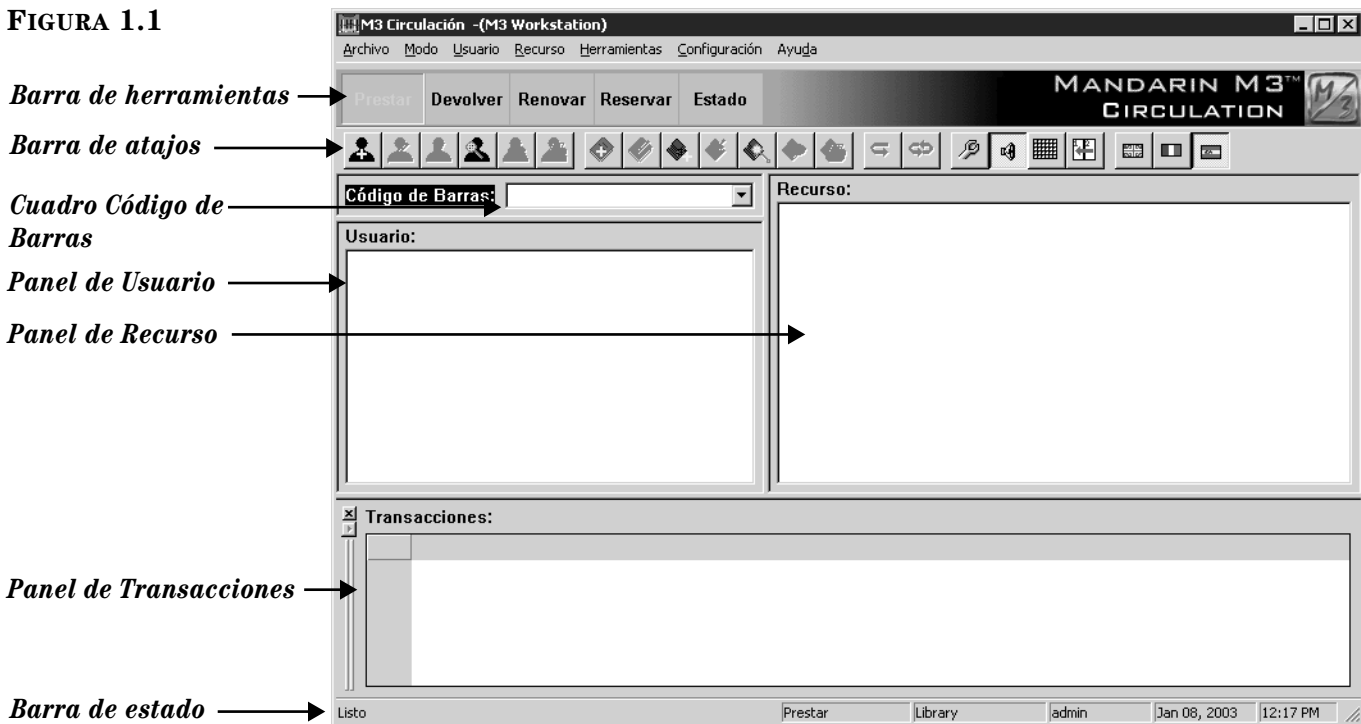 FIGURA 1.1
M3 Circulación -(M3 Workstation)
Archivo Modo Usuario Recurso Herramientas Configuración Ayuda
Barra de herramientas
Prestar Devolver Renovar Reservar Estado
MANDARIN M3™
CIRCULATION
M3
Barra de atajos
Cuadro Código de
Barras
Código de Barras:
Recurso:
Usuario:
Panel de Usuario
Panel de Recurso
Transacciones:
Panel de Transacciones
Barra de estado
Listo Prestar Library admin Jan 08, 2003 12:17 PM